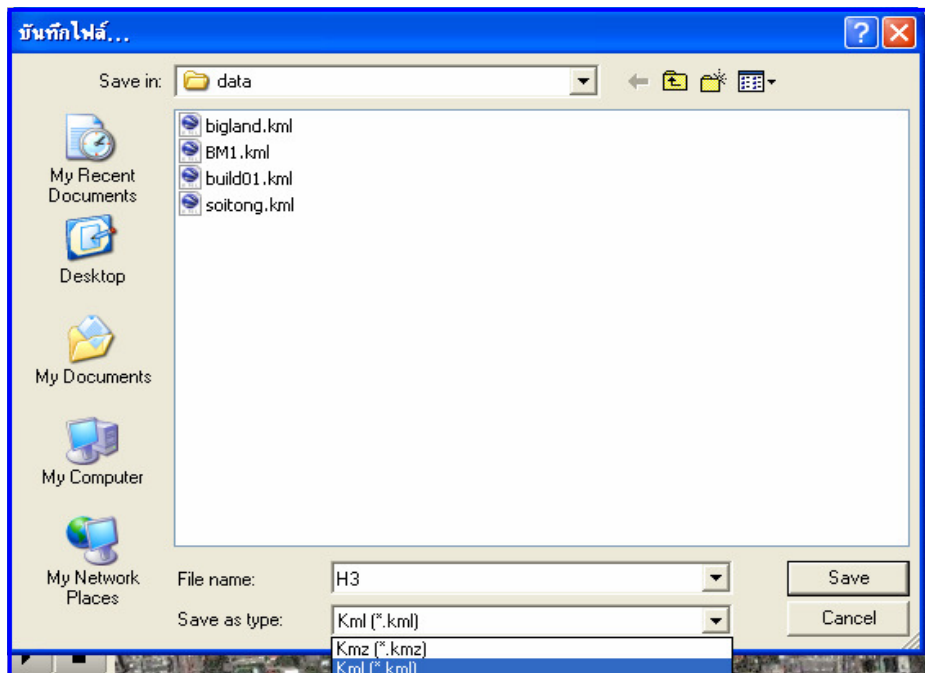 บันทึกไฟล์...
Save in:
data
bigland.kml
BM1.kml
build01.kml
soitong.kml
My Recent
Documents
Desktop
My Documents
My Computer
My Network
Places
File name:
H3
Save
Save as type:
Kml (*.kml)
Cancel
Kmz (*.kmz)
Kml (*.kml)